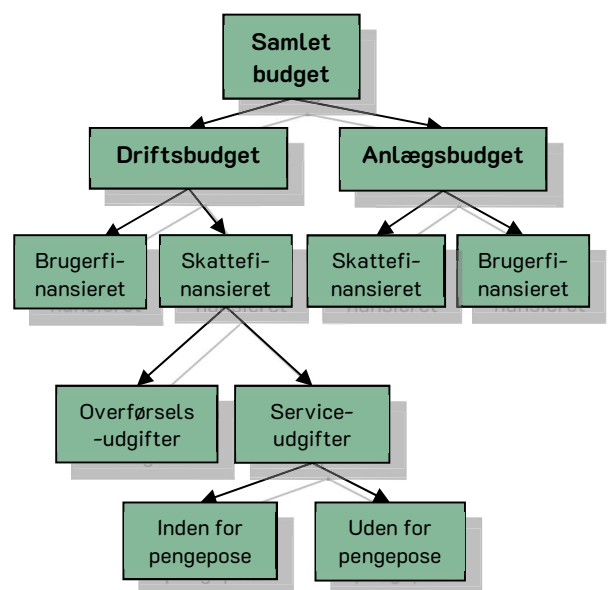 Samlet
budget
Driftsbudget
Anlægsbudget
Brugerfi-
nansieret
Skattefi-
nansieret
Skattefi-
nansieret
Brugerfi-
nansieret
Overførsels
-udgifter
Service-
udgifter
Inden for
pengepose
Uden for
pengepose